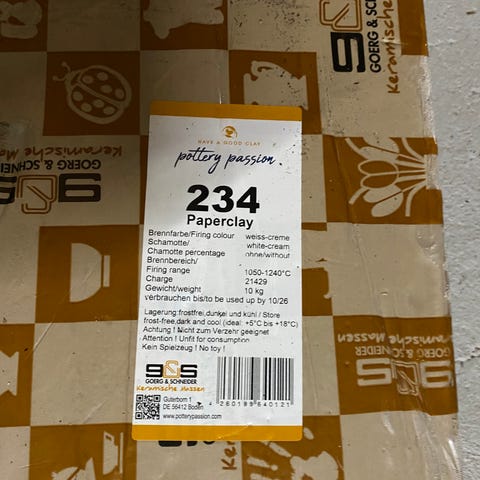 g&s
GOERG & SCHNEIDER
Keramische
GOERG & SCHNEIDER
Keramische Massen
HAVE A GOOD CLAY
pottery passion
234
Paperclay
Brennfarbe/Firing colour weiss-creme
Schamotte/ white-cream
Chamotte percentage ohne/without
Brennbereich/
Firing range 1050-1240°C
Charge 21429
Gewicht/weight 10 kg
verbrauchen bis/to be used up by 10/26
Lagerung:frostfrei,dunkel und kühl / Store
frost-free,dark and cool (ideal: +5°C bis +18°C)
Achtung ! Nicht zum Verzehr geeignet
Attention ! Unfit for consumption
Kein Spielzeug ! No toy !
g&s
GOERG & SCHNEIDER
Keramische Massen
Guterborn 1
DE 56412 Boden
www.potterypassion.com
4 260189 640121
g&s
GOERG & SCHNEIDER
Keramische Massen